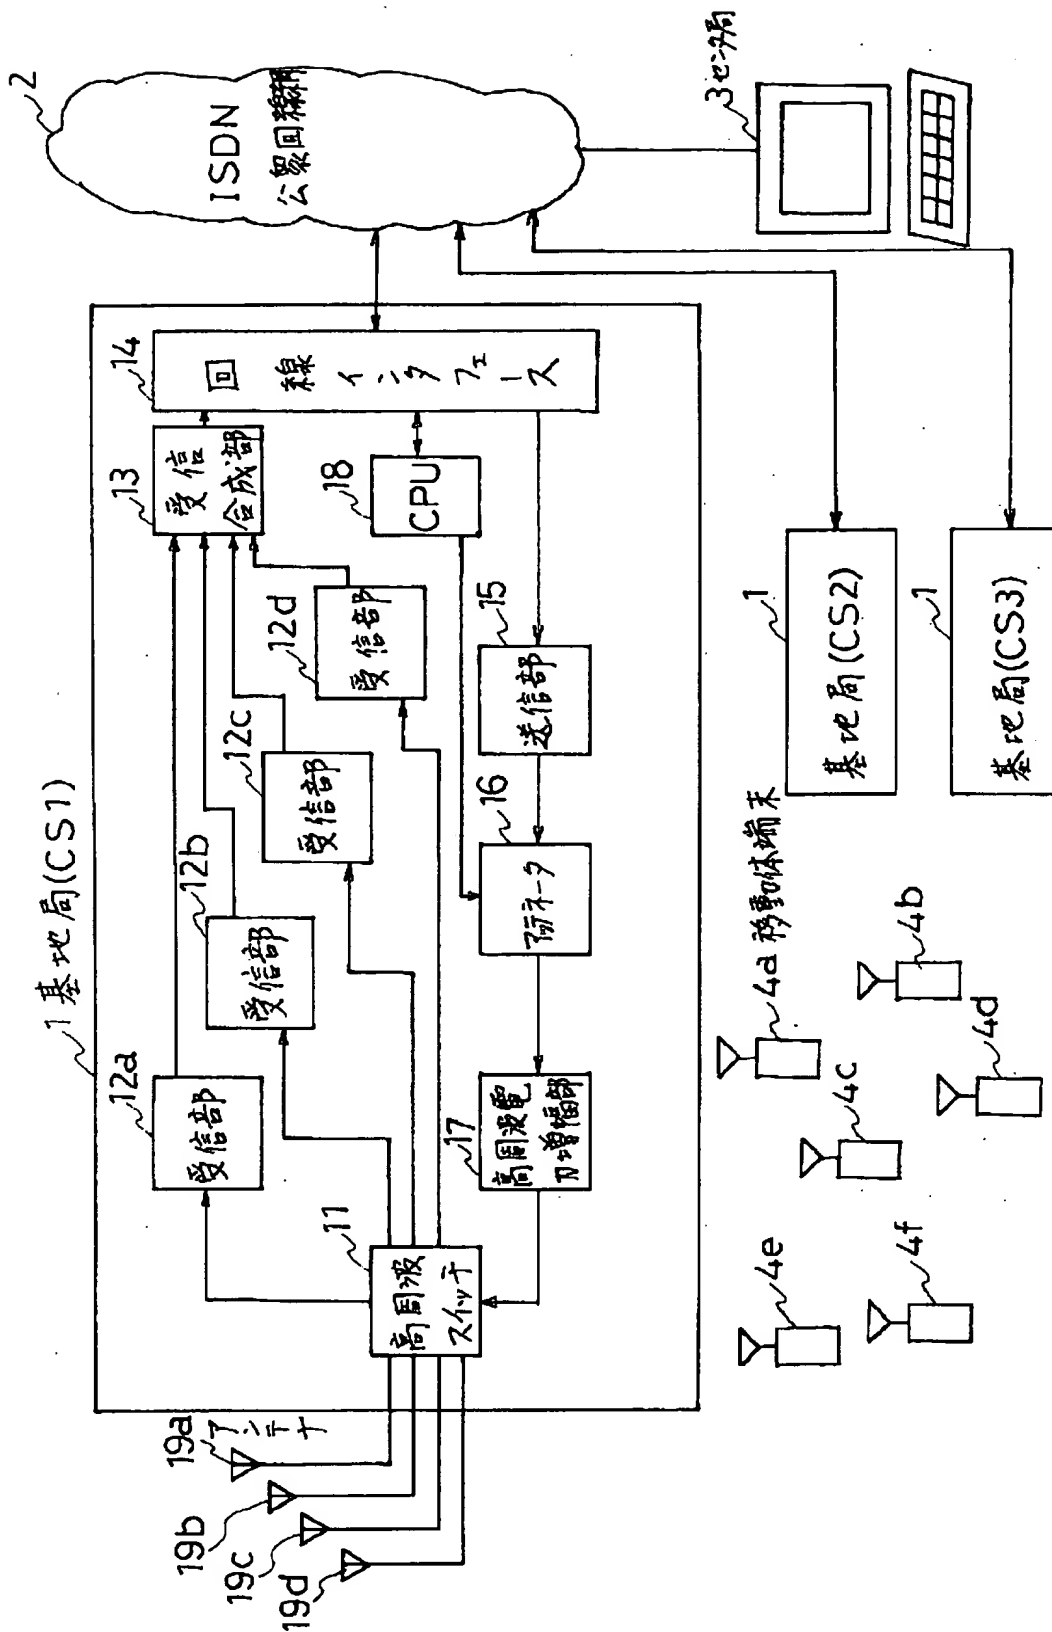 1 基地局(CS1)
2
ISDN
公衆回線網
3 センタ局
14
回線インタフェース
13
受信
合成部
18
CPU
12a
受信部
12b
受信部
12c
受信部
12d
受信部
15
送信部
16
アッテネータ
17
高周波電
力増幅部
11
高周波
スイッチ
19a
アンテナ
19b
19c
19d
1
基地局(CS2)
1
基地局(CS3)
4a 移動体端末
4b
4c
4d
4e
4f